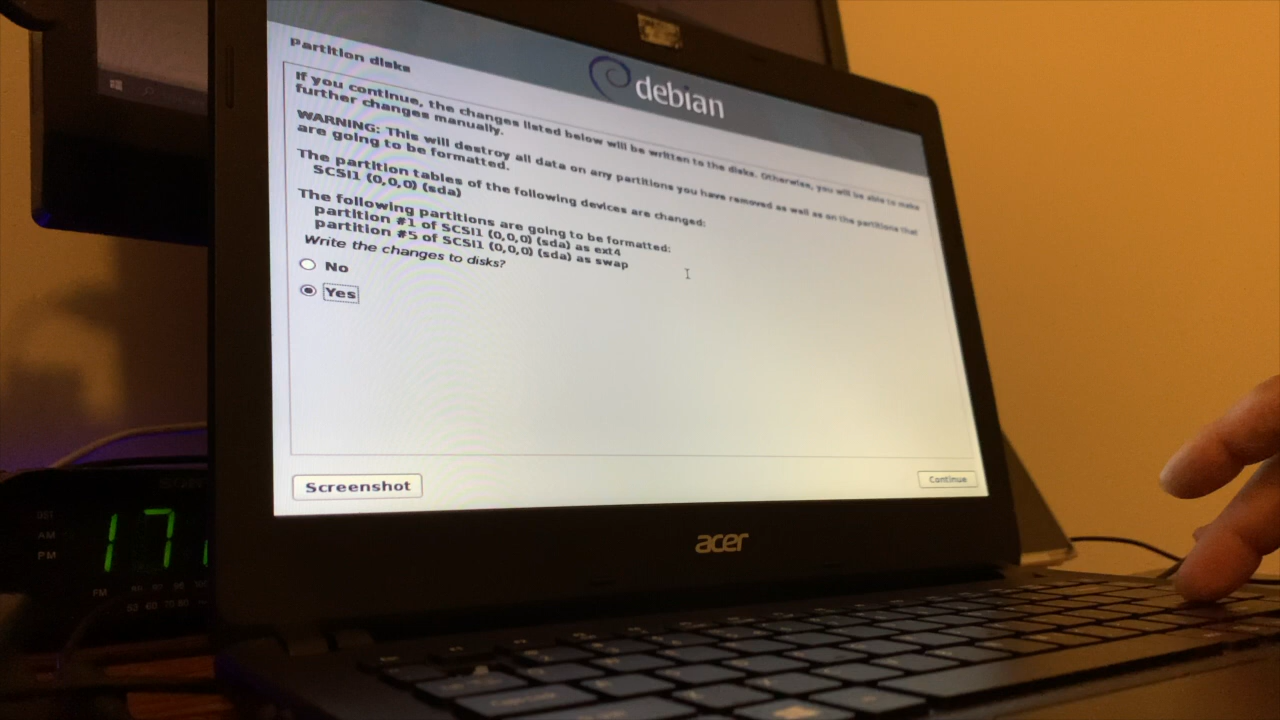 debian
Partition disks
If you continue, the changes listed below will be written to the disks. Otherwise, you will be able to make
further changes manually.
WARNING: This will destroy all data on any partitions you have removed as well as on the partitions that
are going to be formatted.
The partition tables of the following devices are changed:
SCSI1 (0,0,0) (sda)
The following partitions are going to be formatted:
partition #1 of SCSI1 (0,0,0) (sda) as ext4
partition #5 of SCSI1 (0,0,0) (sda) as swap
Write the changes to disks?
No
Yes
Screenshot
Continue
acer
17
AM
PM
FM